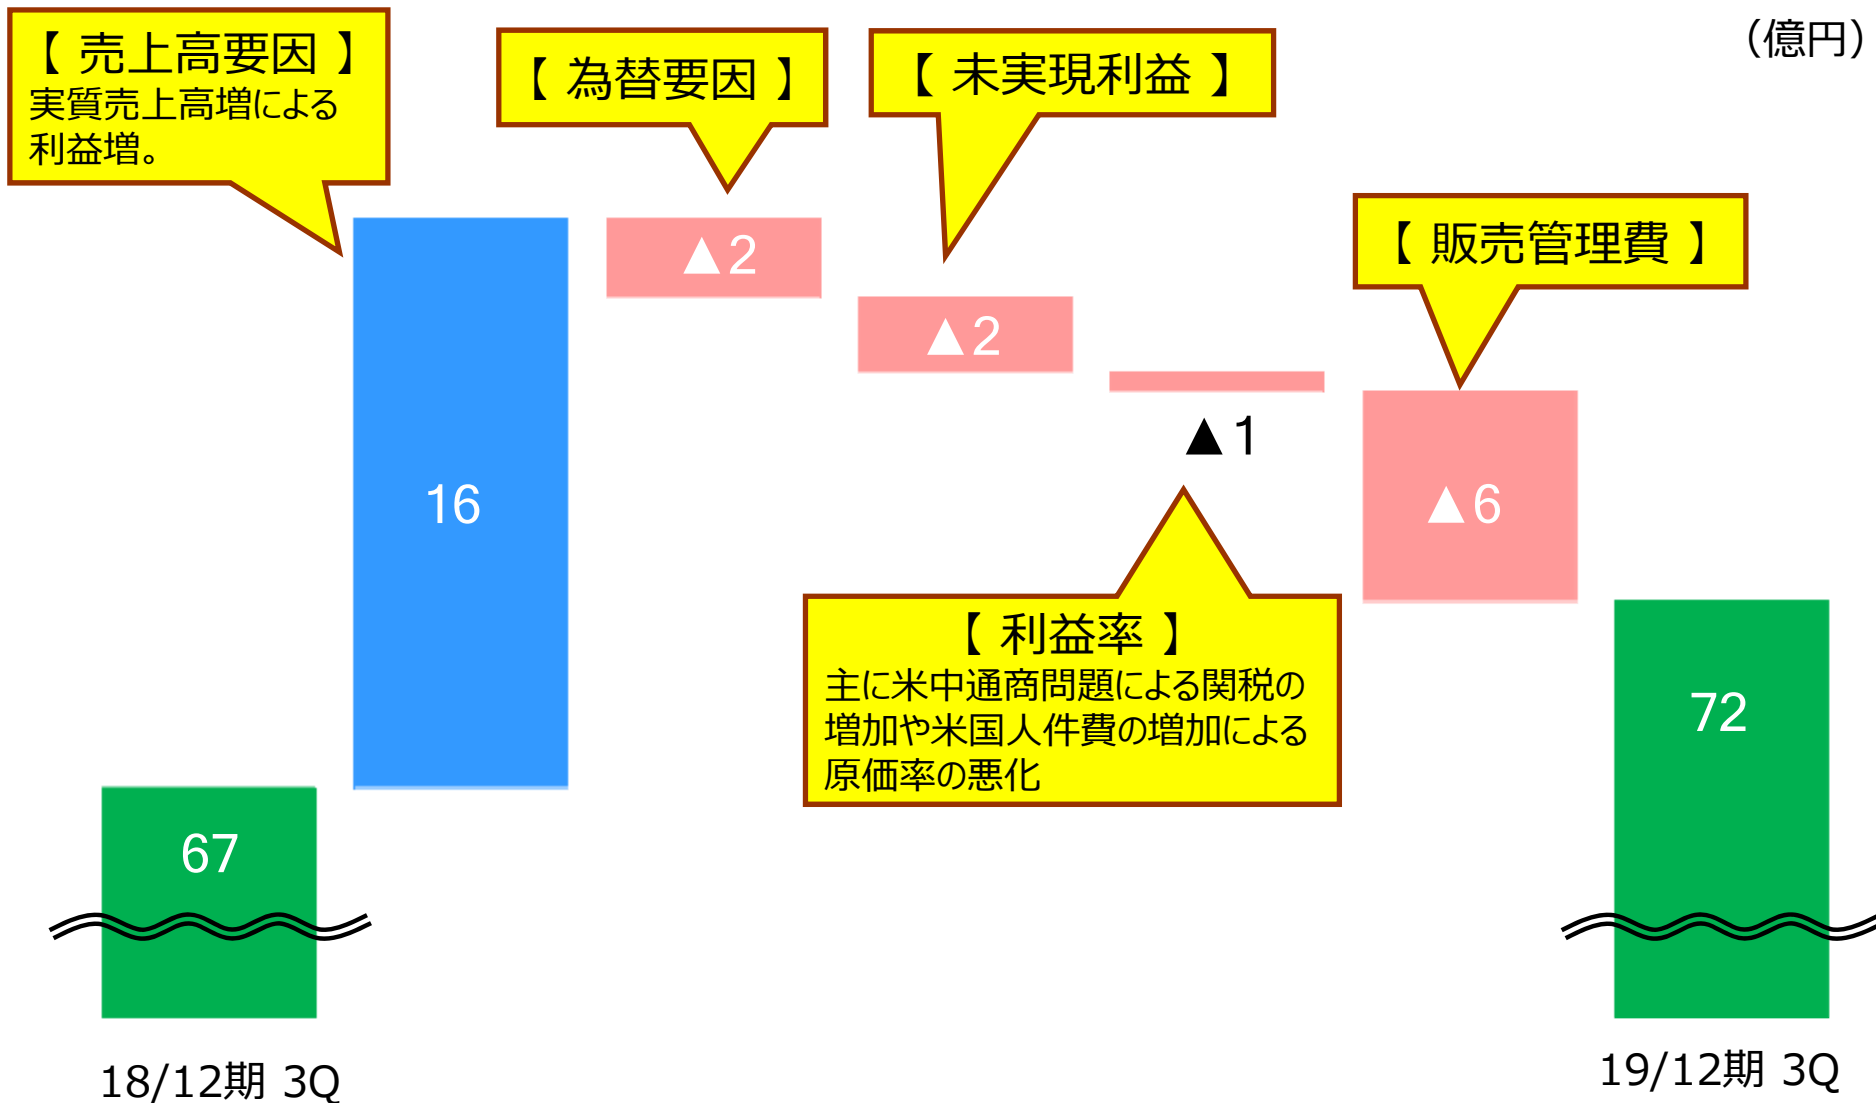 (億円)
【 売上高要因 】
実質売上高増による
利益増。
【 為替要因 】
【 未実現利益 】
【 販売管理費 】
▲2
▲2
▲1
16
▲6
【 利益率 】
主に米中通商問題による関税の
増加や米国人件費の増加による
原価率の悪化
67
72
18/12期 3Q
19/12期 3Q